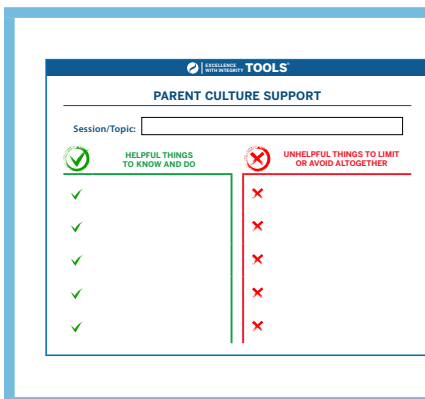 EXCELLENCE
WITH INTEGRITY
TOOLS®
PARENT CULTURE SUPPORT
Session/Topic:
HELPFUL THINGS
TO KNOW AND DO
UNHELPFUL THINGS TO LIMIT
OR AVOID ALTOGETHER